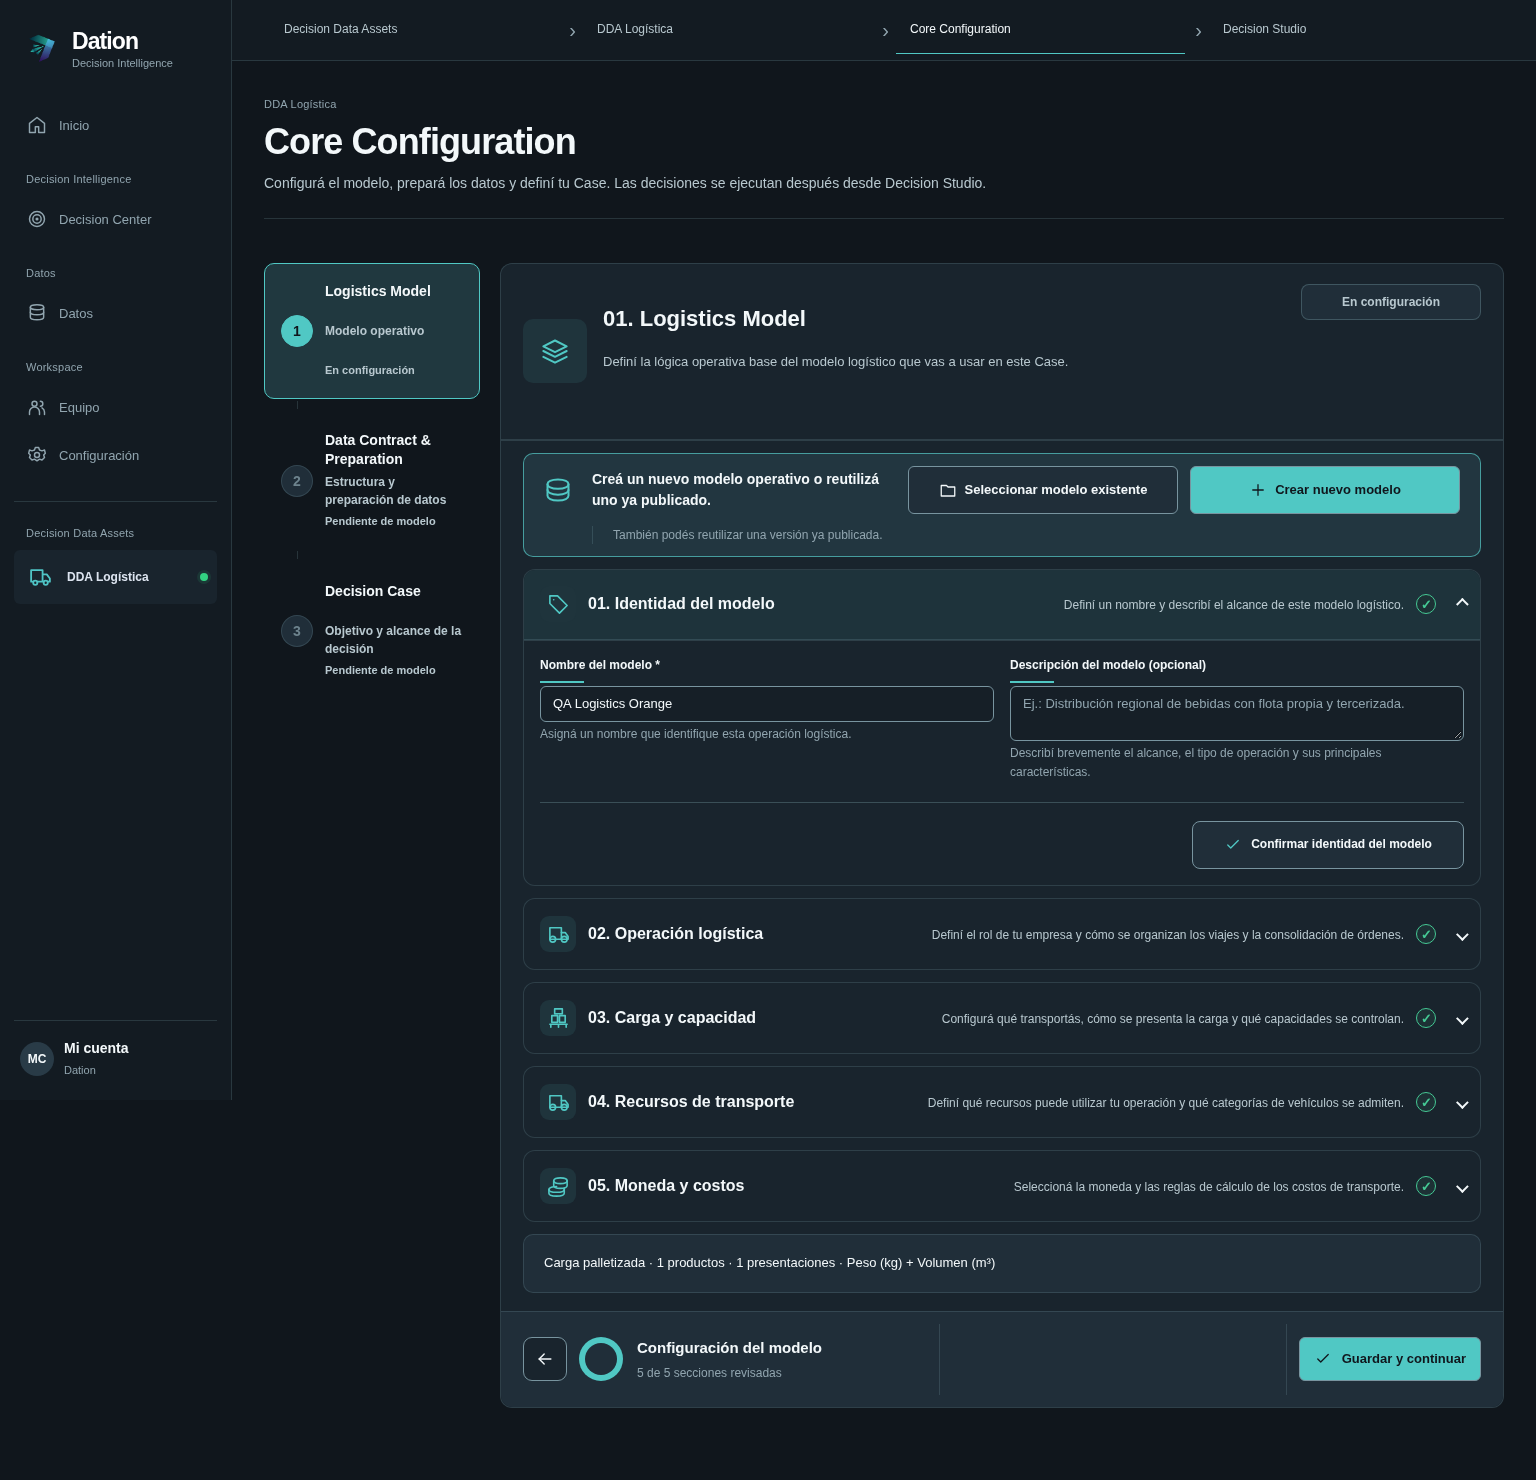 Dation
Decision Intelligence
Inicio
Decision Intelligence
Decision Center
Datos
Datos
Workspace
Equipo
Configuración
Decision Data Assets
DDA Logística
MC
Mi cuenta
Dation
Decision Data Assets
DDA Logística
Core Configuration
Decision Studio
DDA Logística
Core Configuration
Configurá el modelo, prepará los datos y definí tu Case. Las decisiones se ejecutan después desde Decision Studio.
Logistics Model
1
Modelo operativo
En configuración
Data Contract &
Preparation
2
Estructura y
preparación de datos
Pendiente de modelo
Decision Case
3
Objetivo y alcance de la
decisión
Pendiente de modelo
01. Logistics Model
Definí la lógica operativa base del modelo logístico que vas a usar en este Case.
En configuración
Creá un nuevo modelo operativo o reutilizá
uno ya publicado.
También podés reutilizar una versión ya publicada.
Seleccionar modelo existente
Crear nuevo modelo
01. Identidad del modelo
Definí un nombre y describí el alcance de este modelo logístico.
Nombre del modelo *
QA Logistics Orange
Asigná un nombre que identifique esta operación logística.
Descripción del modelo (opcional)
Ej.: Distribución regional de bebidas con flota propia y tercerizada.
Describí brevemente el alcance, el tipo de operación y sus principales
características.
Confirmar identidad del modelo
02. Operación logística
Definí el rol de tu empresa y cómo se organizan los viajes y la consolidación de órdenes.
03. Carga y capacidad
Configurá qué transportás, cómo se presenta la carga y qué capacidades se controlan.
04. Recursos de transporte
Definí qué recursos puede utilizar tu operación y qué categorías de vehículos se admiten.
05. Moneda y costos
Seleccioná la moneda y las reglas de cálculo de los costos de transporte.
Carga palletizada · 1 productos · 1 presentaciones · Peso (kg) + Volumen (m³)
Configuración del modelo
5 de 5 secciones revisadas
Guardar y continuar